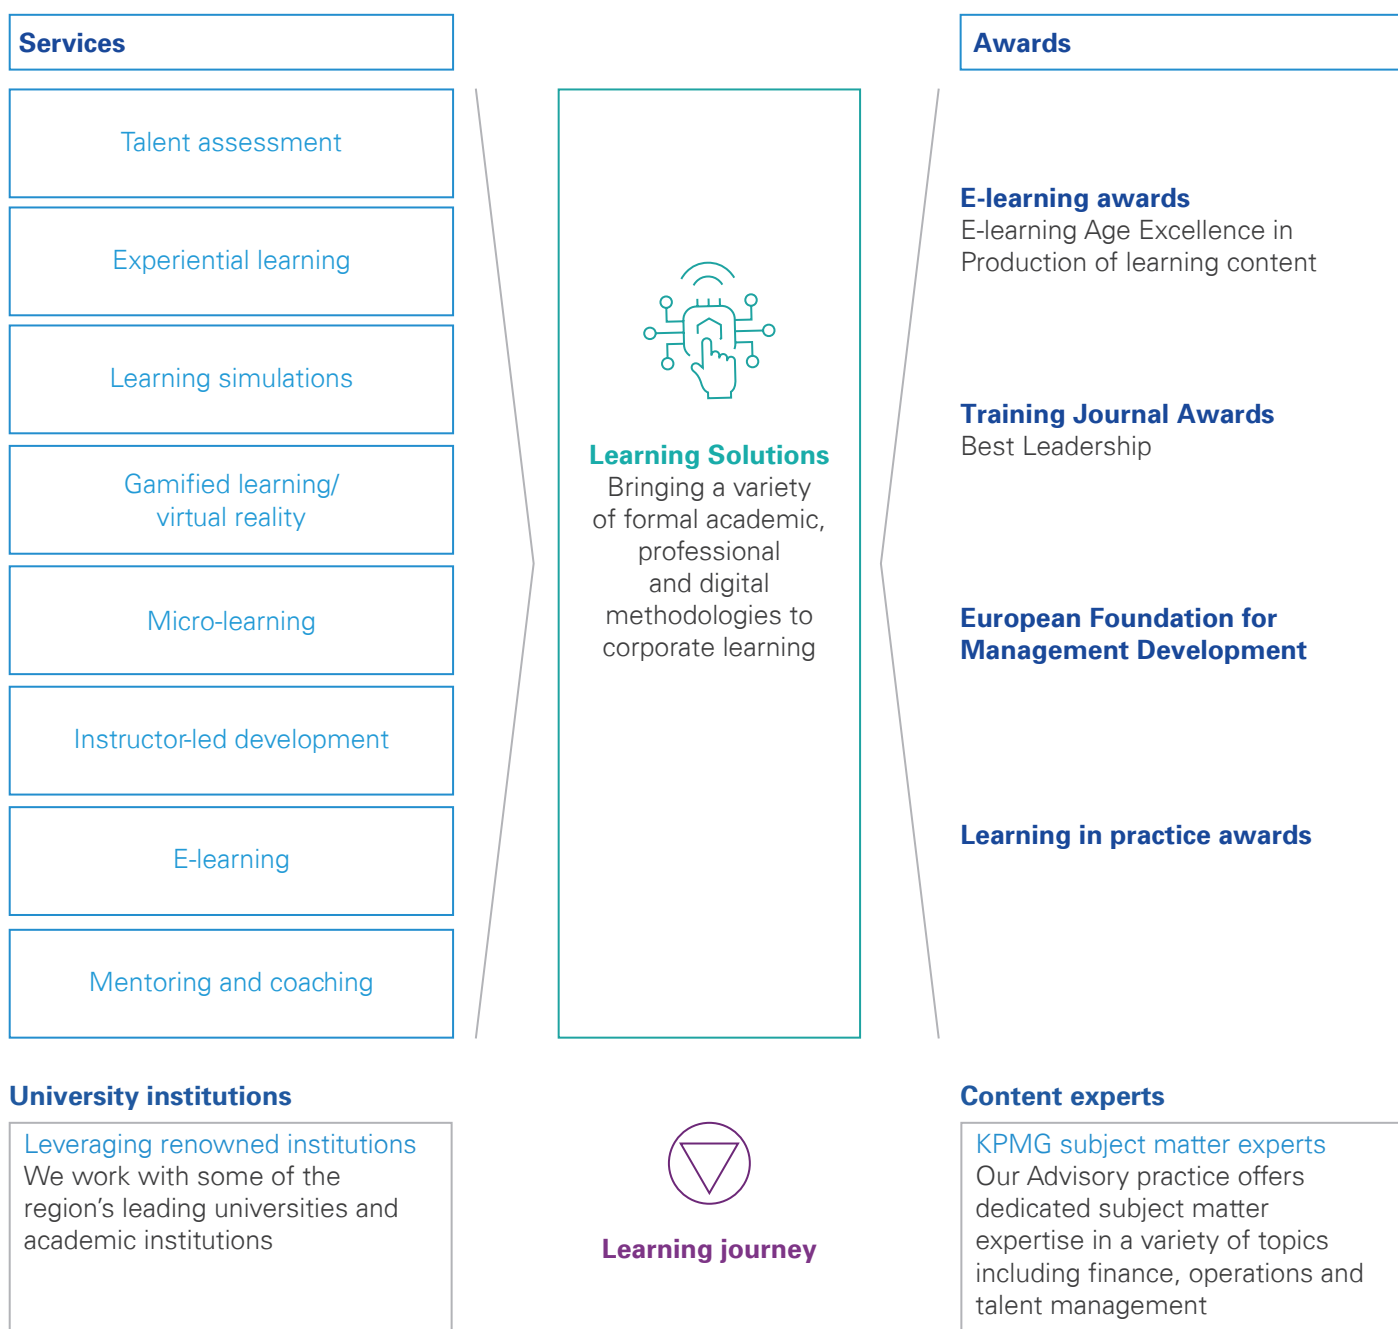 Services
Talent assessment
Experiential learning
Learning simulations
Gamified learning/
virtual reality
Micro-learning
Instructor-led development
E-learning
Mentoring and coaching
Learning Solutions
Bringing a variety
of formal academic,
professional
and digital
methodologies to
corporate learning
Awards
E-learning awards
E-learning Age Excellence in
Production of learning content
Training Journal Awards
Best Leadership
European Foundation for
Management Development
Learning in practice awards
University institutions
Leveraging renowned institutions
We work with some of the
region’s leading universities and
academic institutions
Learning journey
Content experts
KPMG subject matter experts
Our Advisory practice offers
dedicated subject matter
expertise in a variety of topics
including finance, operations and
talent management